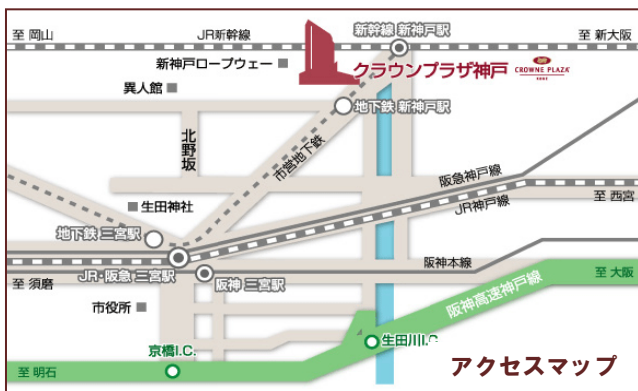 至 岡山
JR新幹線
新幹線 新神戸駅
至 新大阪
新神戸ロープウェー
クラウンプラザ神戸
CROWNE PLAZA
異人館
地下鉄 新神戸駅
北野坂
市営地下鉄
阪急神戸線
JR神戸線
至 西宮
生田神社
地下鉄 三宮駅
JR・阪急 三宮駅
阪神 三宮駅
阪神本線
至 須磨
至 大阪
市役所
阪神高速神戸線
生田川I.C.
京橋I.C.
至 明石
アクセスマップ